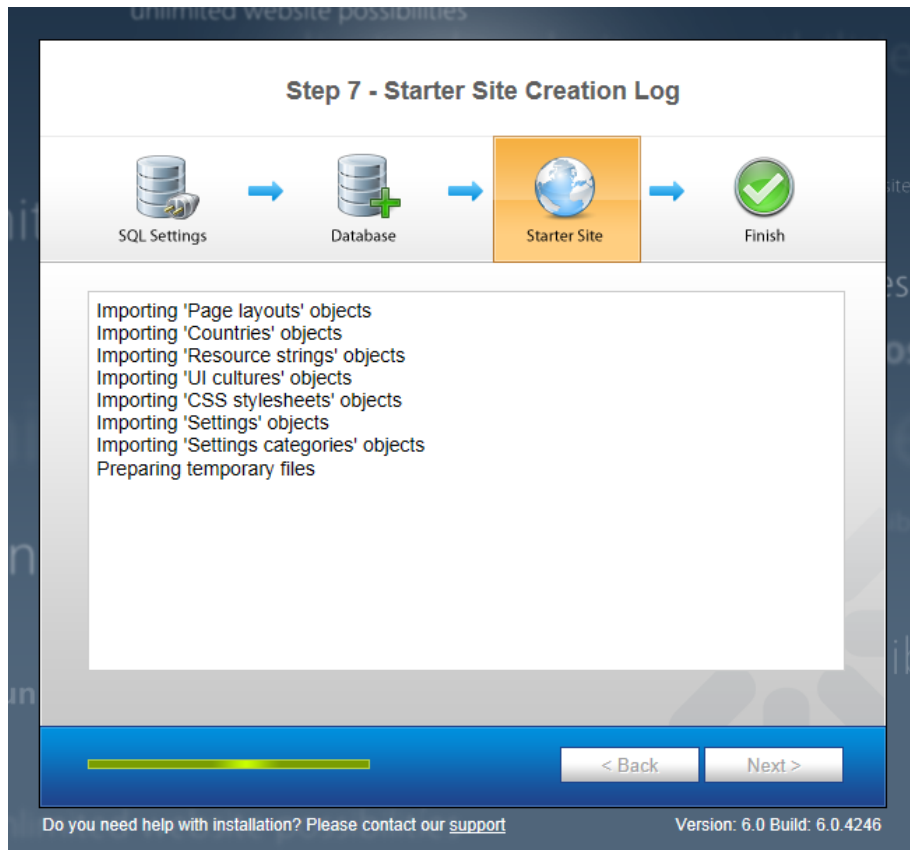 unlimited website possibilities
Step 7 - Starter Site Creation Log
SQL Settings
Database
Starter Site
Finish
Importing 'Page layouts' objects
Importing 'Countries' objects
Importing 'Resource strings' objects
Importing 'UI cultures' objects
Importing 'CSS stylesheets' objects
Importing 'Settings' objects
Importing 'Settings categories' objects
Preparing temporary files
< Back
Next >
Do you need help with installation? Please contact our support
Version: 6.0 Build: 6.0.4246